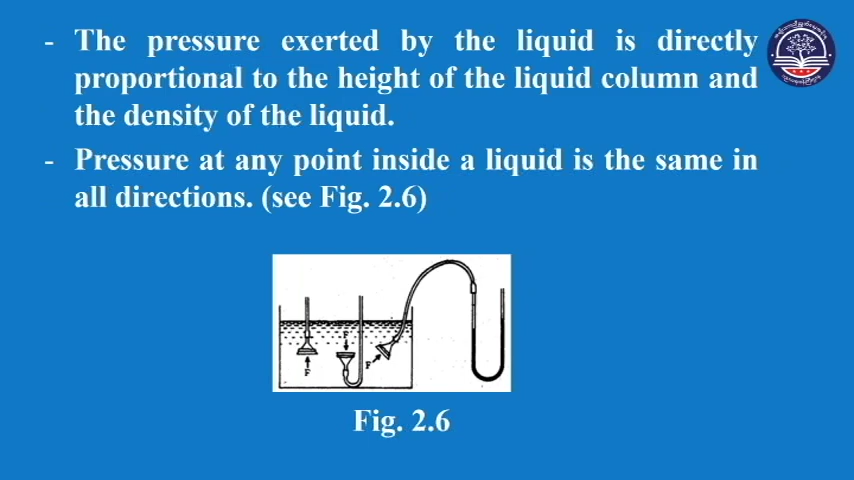 - The pressure exerted by the liquid is directly
proportional to the height of the liquid column and
the density of the liquid.
- Pressure at any point inside a liquid is the same in
all directions. (see Fig. 2.6)
F
F
F
Fig. 2.6